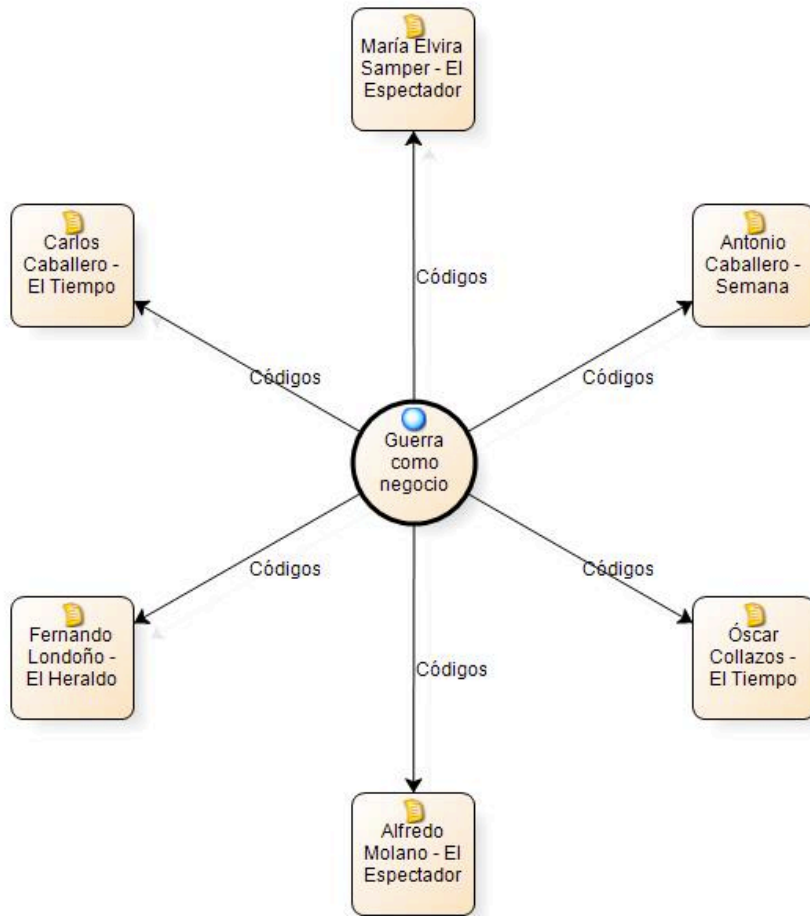 María Elvira
Samper - El
Espectador
Carlos
Caballero -
El Tiempo
Antonio
Caballero -
Semana
Códigos
Códigos
Códigos
Guerra
como
negocio
Códigos
Códigos
Códigos
Fernando
Londoño -
El Heraldo
Óscar
Collazos -
El Tiempo
Alfredo
Molano - El
Espectador